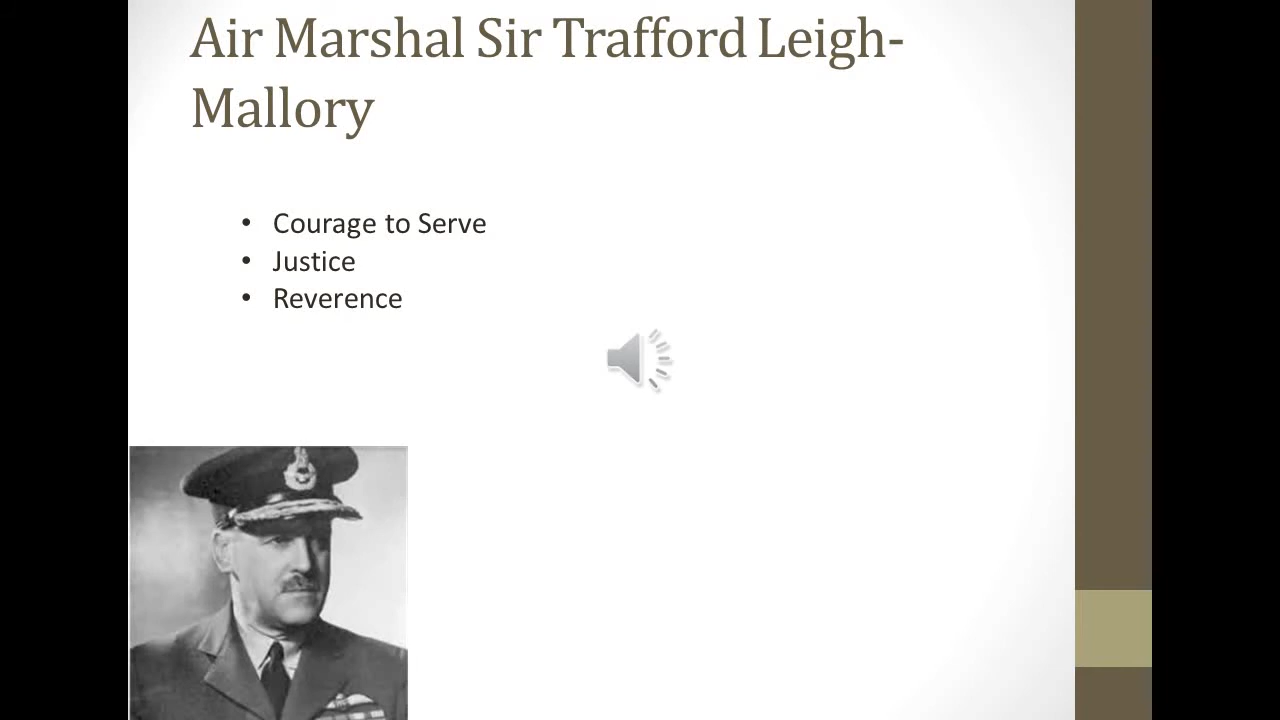 Air Marshal Sir Trafford Leigh-
Mallory
• Courage to Serve
• Justice
• Reverence